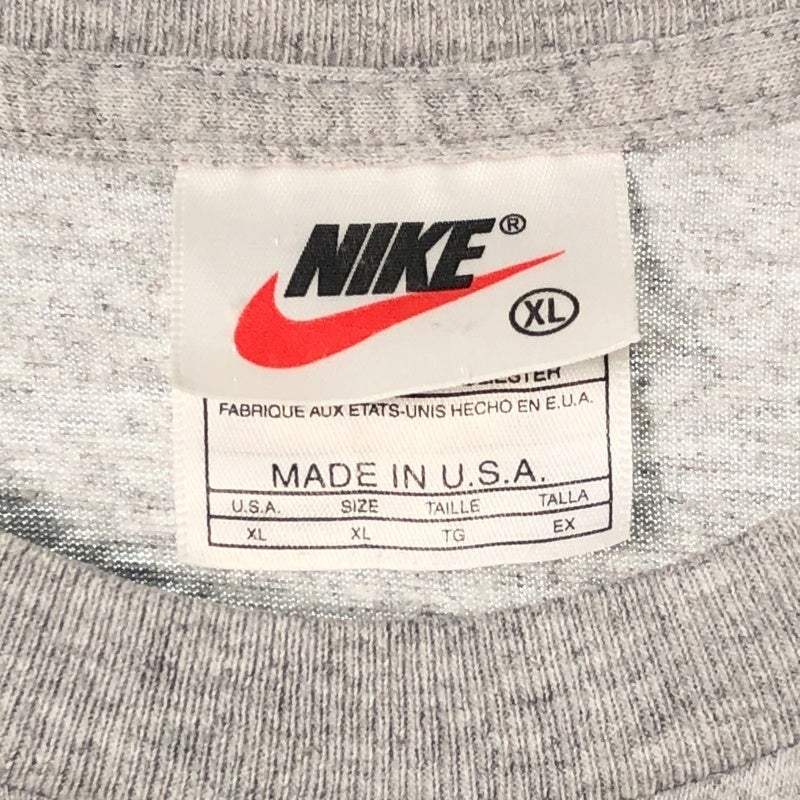 NIKE®
XL
FABRIQUE AUX ETATS-UNIS HECHO EN E.U.A.
MADE IN U.S.A.
U.S.A. SIZE TAILLE TALLA
XL XL TG EX